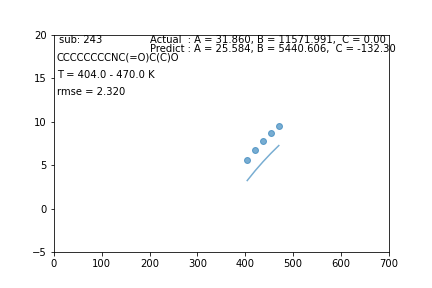 sub: 243
Actual : A = 31.860, B = 11571.991, C = 0.00
Predict : A = 25.584, B = 5440.606, C = -132.30
CCCCCCCCNC(=O)C(C)O
T = 404.0 - 470.0 K
rmse = 2.320
20
15
10
5
0
−5
0 100 200 300 400 500 600 700